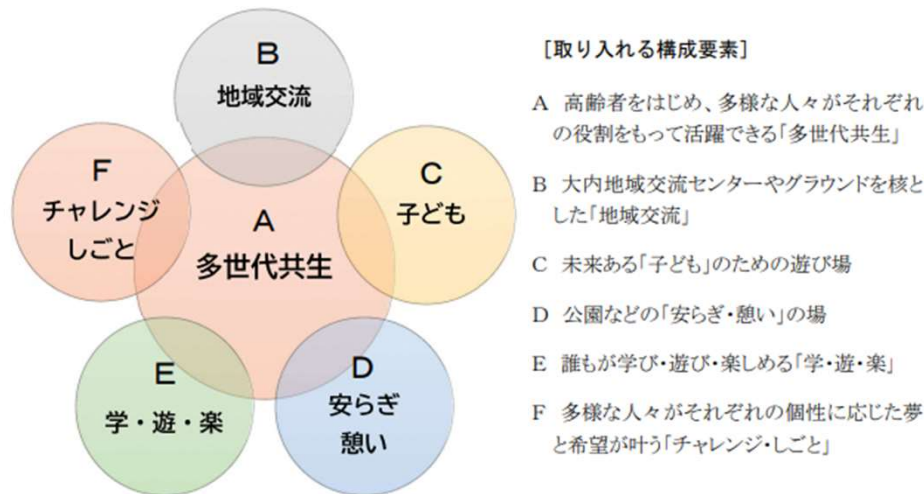 B
地域交流
F
チャレンジ
しごと
A
多世代共生
C
子ども
E
学・遊・楽
D
安らぎ
憩い
[取り入れる構成要素]
A 高齢者をはじめ、多様な人々がそれぞれ
の役割をもって活躍できる「多世代共生」
B 大内地域交流センターやグラウンドを核と
した「地域交流」
C 未来ある「子ども」のための遊び場
D 公園などの「安らぎ・憩い」の場
E 誰もが学び・遊び・楽しめる「学・遊・楽」
F 多様な人々がそれぞれの個性に応じた夢
と希望が叶う「チャレンジ・しごと」